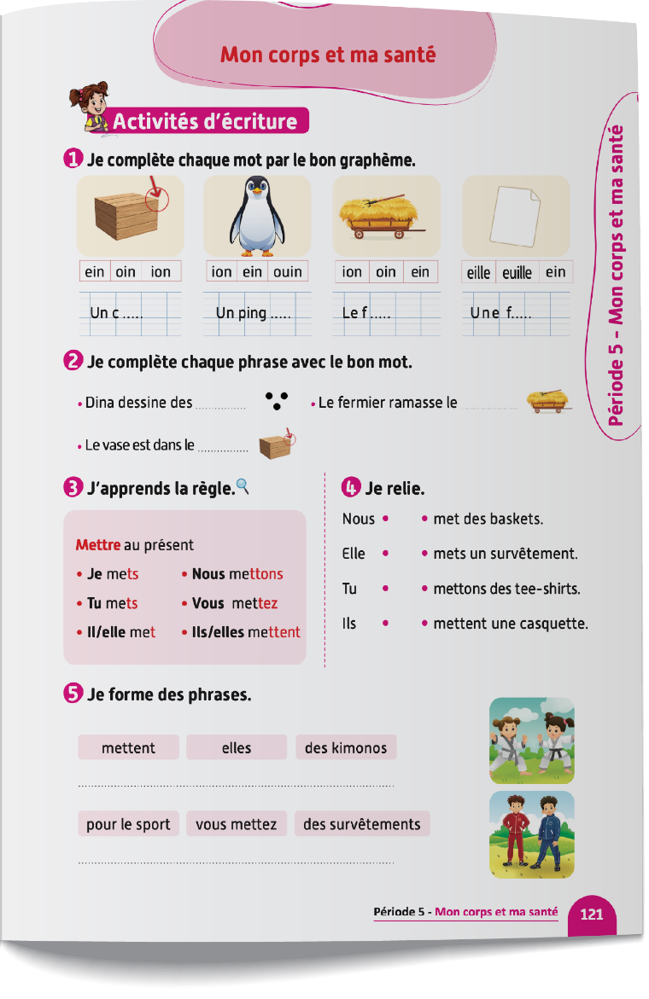 Mon corps et ma santé
Activités d'écriture
1 Je complète chaque mot par le bon graphème.
ein oin ion
ion ein ouin
ion oin ein
eille euille ein
Un c .....
Un ping .....
Le f .....
Une f.....
2 Je complète chaque phrase avec le bon mot.
• Dina dessine des ...............
• Le fermier ramasse le ...............
• Le vase est dans le ...............
3 J'apprends la règle.
Mettre au présent
• Je mets
• Nous mettons
• Tu mets
• Vous mettez
• Il/elle met
• Ils/elles mettent
4 Je relie.
Nous • • met des baskets.
Elle • • mets un survêtement.
Tu • • mettons des tee-shirts.
Ils • • mettent une casquette.
5 Je forme des phrases.
mettent elles des kimonos
pour le sport vous mettez des survêtements
Période 5 - Mon corps et ma santé
121
Période 5 - Mon corps et ma santé